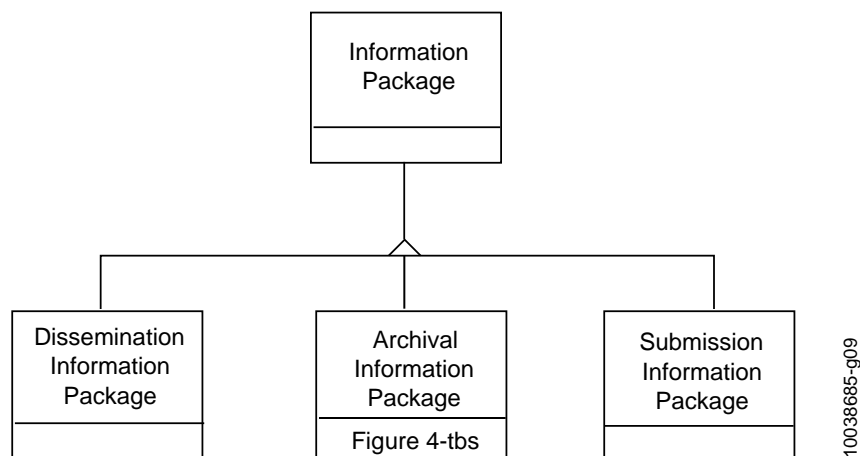 Information
Package
Dissemination
Information
Package
Archival
Information
Package
Figure 4-tbs
Submission
Information
Package
10038685-g09